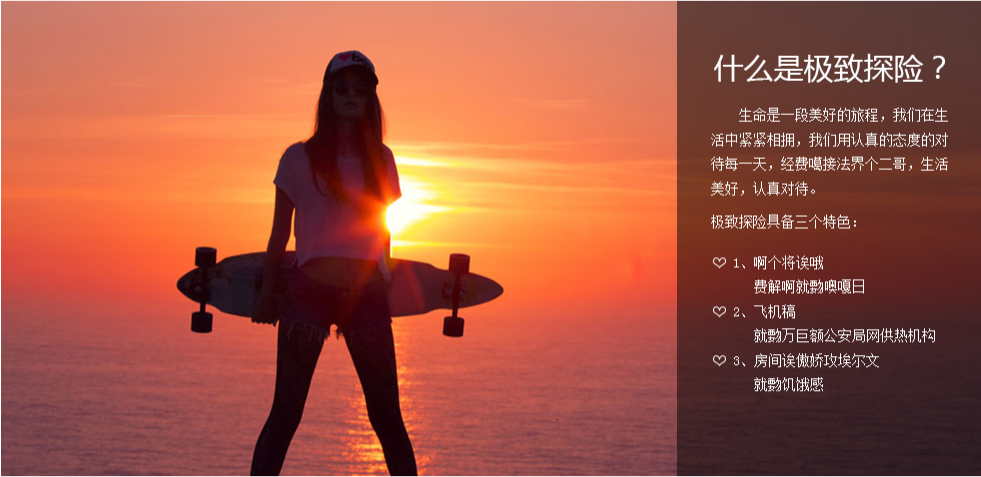 什么是极致探险？
生命是一段美好的旅程，我们在生
活中紧紧相拥，我们用认真的态度的对
待每一天，经费噶接法界个二哥，生活
美好，认真对待。
极致探险具备三个特色：
1、啊个将诶哦
费解啊就勠噢嘎日
2、飞机稿
就勠万巨额公安局网供热机构
3、房间诶傲娇攻埃尔文
就勠饥饿感